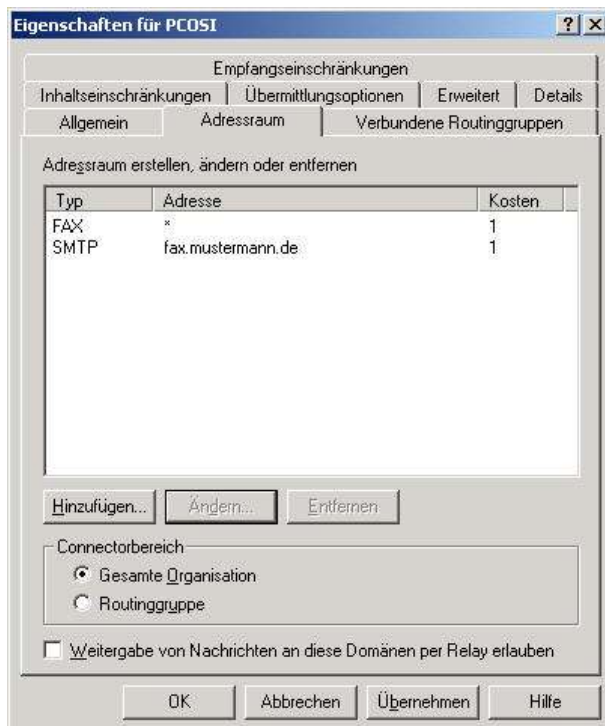 Eigenschaften für PCOSI
Empfangseinschränkungen
Inhaltseinschränkungen Übermittlungsoptionen Erweitert Details
Allgemein Adressraum Verbundene Routinggruppen
Adressraum erstellen, ändern oder entfernen
Typ Adresse Kosten
FAX * 1
SMTP fax.mustermann.de 1
Hinzufügen... Ändern... Entfernen
Connectorbereich
Gesamte Organisation
Routinggruppe
Weitergabe von Nachrichten an diese Domänen per Relay erlauben
OK Abbrechen Übernehmen Hilfe